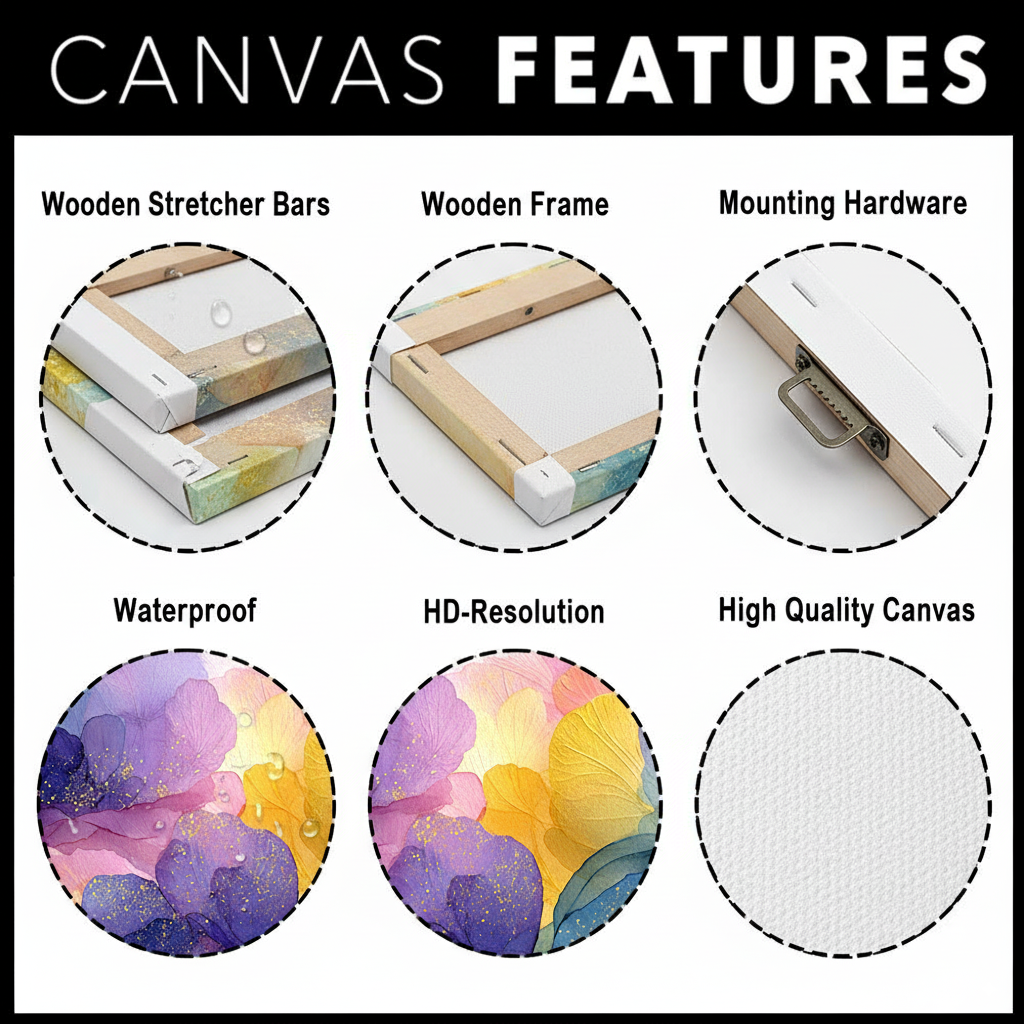 CANVAS FEATURES
Wooden Stretcher Bars
Wooden Frame
Mounting Hardware
Waterproof
HD-Resolution
High Quality Canvas